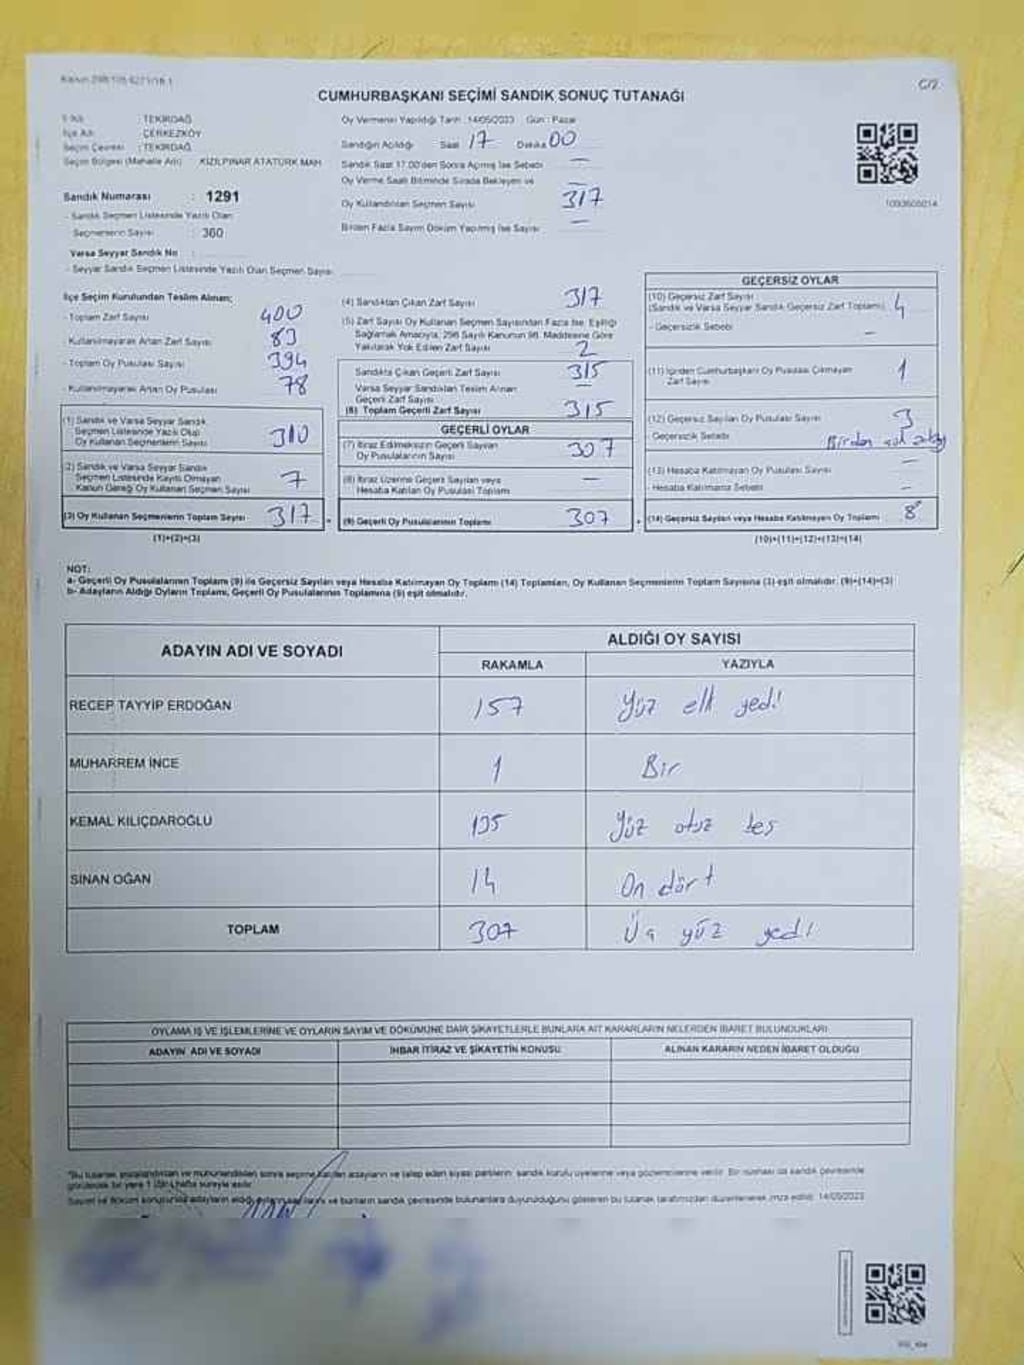 C/2
CUMHURBAŞKANI SEÇİMİ SANDIK SONUÇ TUTANAĞI
İl Adı : TEKİRDAĞ
İlçe Adı : ÇERKEZKÖY
Seçim Çevresi : TEKİRDAĞ
Seçim Bölgesi (Mahalle Adı) : KIZILPINAR ATATÜRK MAH.
Sandık Numarası : 1291
- Sandık Seçmen Listesinde Yazılı Olan
Seçmenlerin Sayısı : 360
Varsa Seyyar Sandık No :
- Seyyar Sandık Seçmen Listesinde Yazılı Olan Seçmen Sayısı
Oy Vermenin Yapıldığı Tarih : 14/05/2023 Gün : Pazar
Sandığın Açıldığı Saat 17 Dakika 00
Sandık Saat 17.00'den Sonra Açılmış İse Sebebi —
Oy Verme Saati Bitiminde Sırada Bekleyen ve —
Oy Kullandırılan Seçmen Sayısı 317
Birden Fazla Sayım Döküm Yapılmış İse Sayısı —
İlçe Seçim Kurulundan Teslim Alınan;
- Toplam Zarf Sayısı 400
- Kullanılmayarak Artan Zarf Sayısı 83
- Toplam Oy Pusulası Sayısı 394
- Kullanılmayarak Artan Oy Pusulası 78
(1) Sandık ve Varsa Seyyar Sandık
Seçmen Listesinde Yazılı Olup
Oy Kullanan Seçmenlerin Sayısı 310
(2) Sandık ve Varsa Seyyar Sandık
Seçmen Listesinde Kayıtlı Olmayan
Kanun Gereği Oy Kullanan Seçmen Sayısı 7
(3) Oy Kullanan Seçmenlerin Toplam Sayısı 317
(1)+(2)=(3)
(4) Sandıktan Çıkan Zarf Sayısı 317
(5) Zarf Sayısı Oy Kullanan Seçmen Sayısından Fazla İse, Eşitliği
Sağlamak Amacıyla, 298 Sayılı Kanunun 98. Maddesine Göre
Yakılarak Yok Edilen Zarf Sayısı 2
Sandıkta Çıkan Geçerli Zarf Sayısı 315
Varsa Seyyar Sandıktan Teslim Alınan
Geçerli Zarf Sayısı —
(6) Toplam Geçerli Zarf Sayısı 315
GEÇERLİ OYLAR
(7) İtiraz Edilmeksizin Geçerli Sayılan
Oy Pusulalarının Sayısı 307
(8) İtiraz Üzerine Geçerli Sayılan veya
Hesaba Katılan Oy Pusulası Toplamı —
(9) Geçerli Oy Pusulalarının Toplamı 307
GEÇERSİZ OYLAR
(10) Geçersiz Zarf Sayısı
(Sandık ve Varsa Seyyar Sandık Geçersiz Zarf Toplamı) 4
- Geçersizlik Sebebi —
(11) İçinden Cumhurbaşkanı Oy Pusulası Çıkmayan
Zarf Sayısı 1
(12) Geçersiz Sayılan Oy Pusulası Sayısı 3
- Geçersizlik Sebebi Birden
(13) Hesaba Katılmayan Oy Pusulası Sayısı —
- Hesaba Katılmama Sebebi —
(14) Geçersiz Sayılan veya Hesaba Katılmayan Oy Toplamı 8
(10)+(11)+(12)+(13)=(14)
NOT:
a- Geçerli Oy Pusulalarının Toplamı (9) ile Geçersiz Sayılan veya Hesaba Katılmayan Oy Toplamı (14) Toplamları, Oy Kullanan Seçmenlerin Toplam Sayısına (3) eşit olmalıdır. (9)+(14)=(3)
b- Adayların Aldığı Oyların Toplamı, Geçerli Oy Pusulalarının Toplamına (9) eşit olmalıdır.
ADAYIN ADI VE SOYADI ALDIĞI OY SAYISI
RAKAMLA YAZIYLA
RECEP TAYYİP ERDOĞAN 157 Yüz elli yedi
MUHARREM İNCE 1 Bir
KEMAL KILIÇDAROĞLU 135 Yüz otuz beş
SİNAN OĞAN 14 On dört
TOPLAM 307 Üç yüz yedi
OYLAMA İŞ VE İŞLEMLERİNE VE OYLARIN SAYIM VE DÖKÜMÜNE DAİR ŞİKAYETLERLE BUNLARA AİT KARARLARIN NELERDEN İBARET BULUNDUKLARI
ADAYIN ADI VE SOYADI İHBAR İTİRAZ VE ŞİKAYETİN KONUSU ALINAN KARARIN NEDEN İBARET OLDUĞU